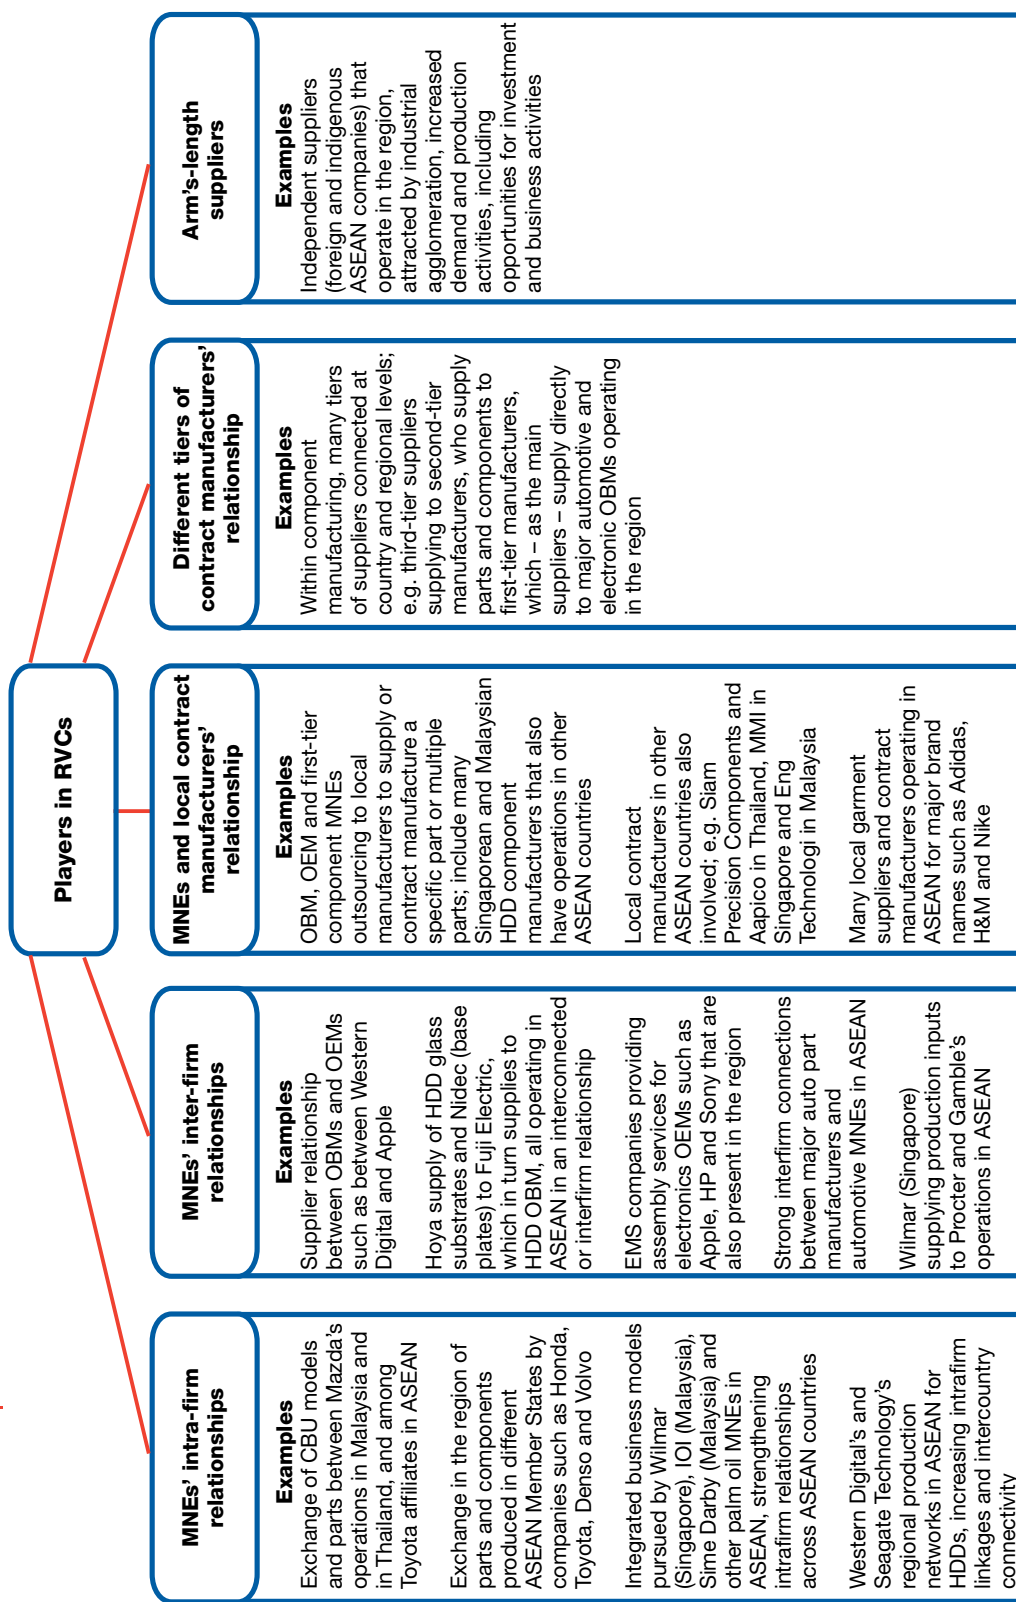 Players in RVCs
MNEs’ intra-firm
relationships
Examples
Exchange of CBU models
and parts between Mazda’s
operations in Malaysia and
in Thailand, and among
Toyota affiliates in ASEAN
Exchange in the region of
parts and components
produced in different
ASEAN Member States by
companies such as Honda,
Toyota, Denso and Volvo
Integrated business models
pursued by Wilmar
(Singapore), IOI (Malaysia),
Sime Darby (Malaysia) and
other palm oil MNEs in
ASEAN, strengthening
intrafirm relationships
across ASEAN countries
Western Digital’s and
Seagate Technology’s
regional production
networks in ASEAN for
HDDs, increasing intrafirm
linkages and intercountry
connectivity
MNEs’ inter-firm
relationships
Examples
Supplier relationship
between OBMs and OEMs
such as between Western
Digital and Apple
Hoya supply of HDD glass
substrates and Nidec (base
plates) to Fuji Electric,
which in turn supplies to
HDD OBM, all operating in
ASEAN in an interconnected
or interfirm relationship
EMS companies providing
assembly services for
electronics OEMs such as
Apple, HP and Sony that are
also present in the region
Strong interfirm connections
between major auto part
manufacturers and
automotive MNEs in ASEAN
Wilmar (Singapore)
supplying production inputs
to Procter and Gamble’s
operations in ASEAN
MNEs and local contract
manufacturers’
relationship
Examples
OBM, OEM and first-tier
component MNEs
outsourcing to local
manufacturers to supply or
contract manufacture a
specific part or multiple
parts; include many
Singaporean and Malaysian
HDD component
manufacturers that also
have operations in other
ASEAN countries
Local contract
manufacturers in other
ASEAN countries also
involved; e.g. Siam
Precision Components and
Aapico in Thailand, MMI in
Singapore and Eng
Technologi in Malaysia
Many local garment
suppliers and contract
manufacturers operating in
ASEAN for major brand
names such as Adidas,
H&M and Nike
Different tiers of
contract manufacturers’
relationship
Examples
Within component
manufacturing, many tiers
of suppliers connected at
country and regional levels;
e.g. third-tier suppliers
supplying to second-tier
manufacturers, who supply
parts and components to
first-tier manufacturers,
which – as the main
suppliers – supply directly
to major automotive and
electronic OBMs operating
in the region
Arm’s-length
suppliers
Examples
Independent suppliers
(foreign and indigenous
ASEAN companies) that
operate in the region,
attracted by industrial
agglomeration, increased
demand and production
activities, including
opportunities for investment
and business activities